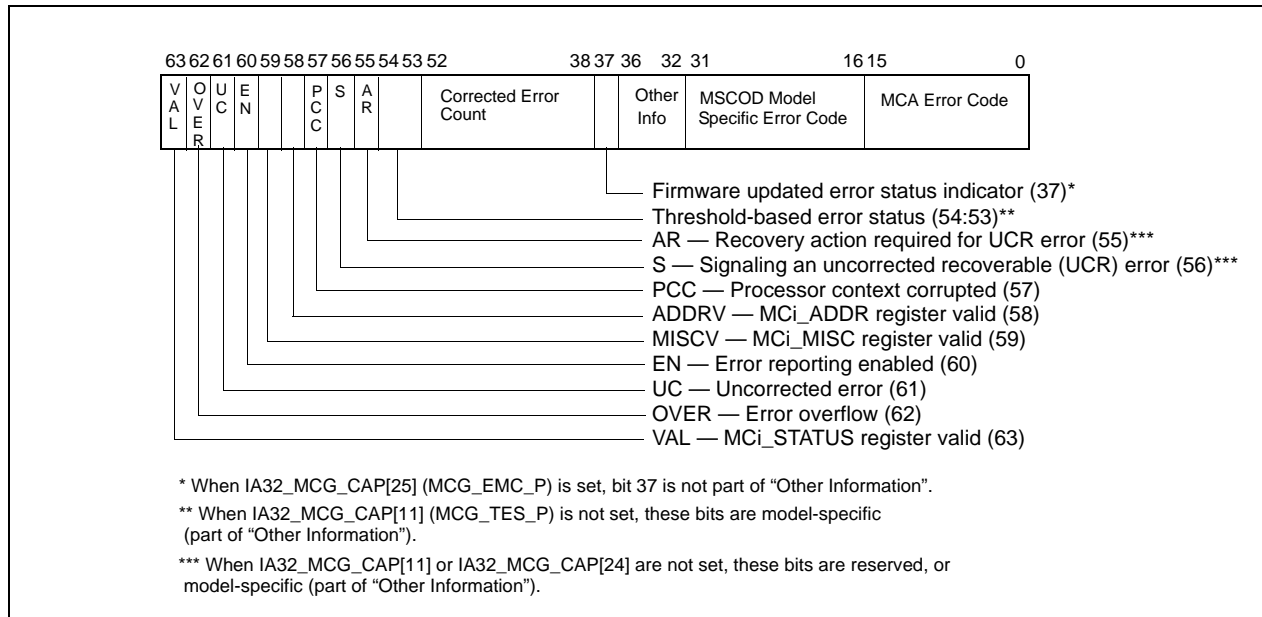 63 62 61 60 59 58 57 56 55 54 53 52 38 37 36 32 31 16 15 0
VAL
OVER
UC
EN
PCC
S
AR
Corrected Error
Count
Other
Info
MSCOD Model
Specific Error Code
MCA Error Code
Firmware updated error status indicator (37)*
Threshold-based error status (54:53)**
AR — Recovery action required for UCR error (55)***
S — Signaling an uncorrected recoverable (UCR) error (56)***
PCC — Processor context corrupted (57)
ADDRV — MCi_ADDR register valid (58)
MISCV — MCi_MISC register valid (59)
EN — Error reporting enabled (60)
UC — Uncorrected error (61)
OVER — Error overflow (62)
VAL — MCi_STATUS register valid (63)
* When IA32_MCG_CAP[25] (MCG_EMC_P) is set, bit 37 is not part of “Other Information”.
** When IA32_MCG_CAP[11] (MCG_TES_P) is not set, these bits are model-specific
(part of “Other Information”).
*** When IA32_MCG_CAP[11] or IA32_MCG_CAP[24] are not set, these bits are reserved, or
model-specific (part of “Other Information”).